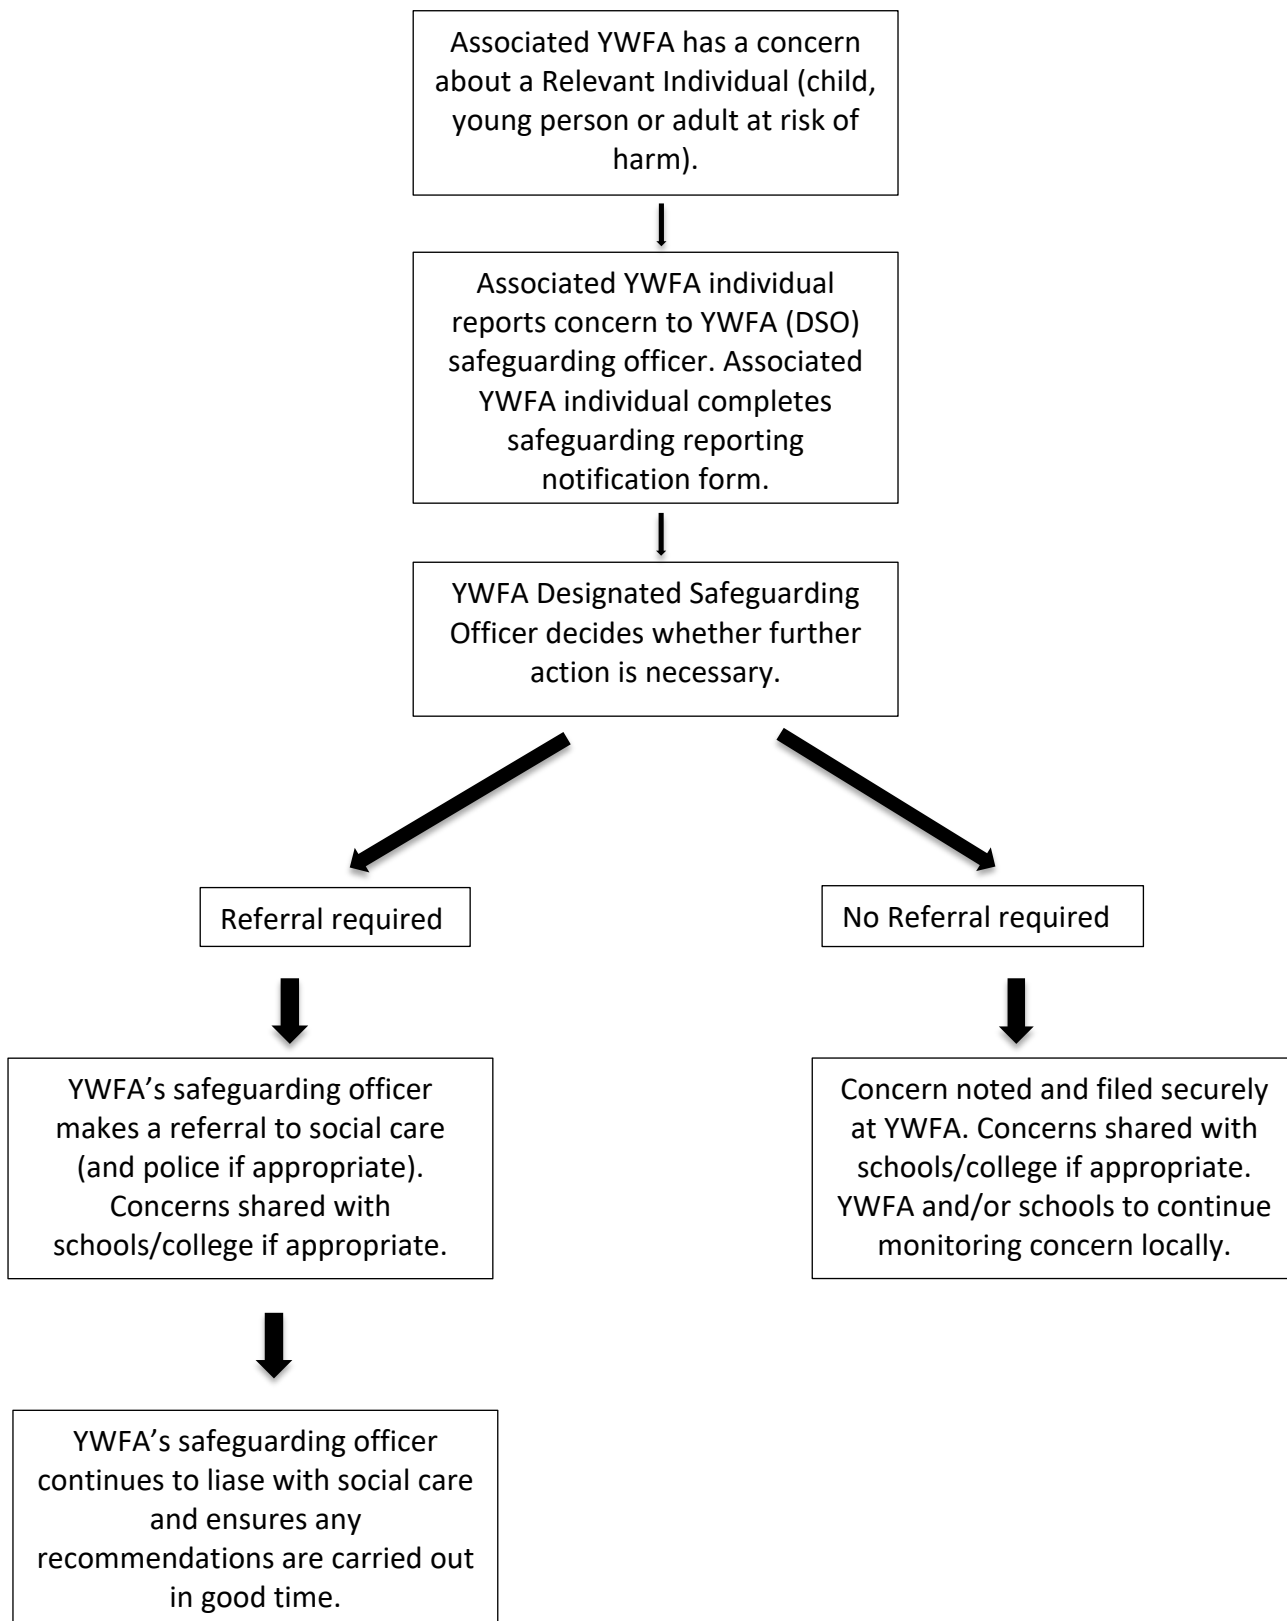 Associated YWFA has a concern
about a Relevant Individual (child,
young person or adult at risk of
harm).
Associated YWFA individual
reports concern to YWFA (DSO)
safeguarding officer. Associated
YWFA individual completes
safeguarding reporting
notification form.
YWFA Designated Safeguarding
Officer decides whether further
action is necessary.
Referral required
No Referral required
YWFA’s safeguarding officer
makes a referral to social care
(and police if appropriate).
Concerns shared with
schools/college if appropriate.
Concern noted and filed securely
at YWFA. Concerns shared with
schools/college if appropriate.
YWFA and/or schools to continue
monitoring concern locally.
YWFA’s safeguarding officer
continues to liase with social care
and ensures any
recommendations are carried out
in good time.